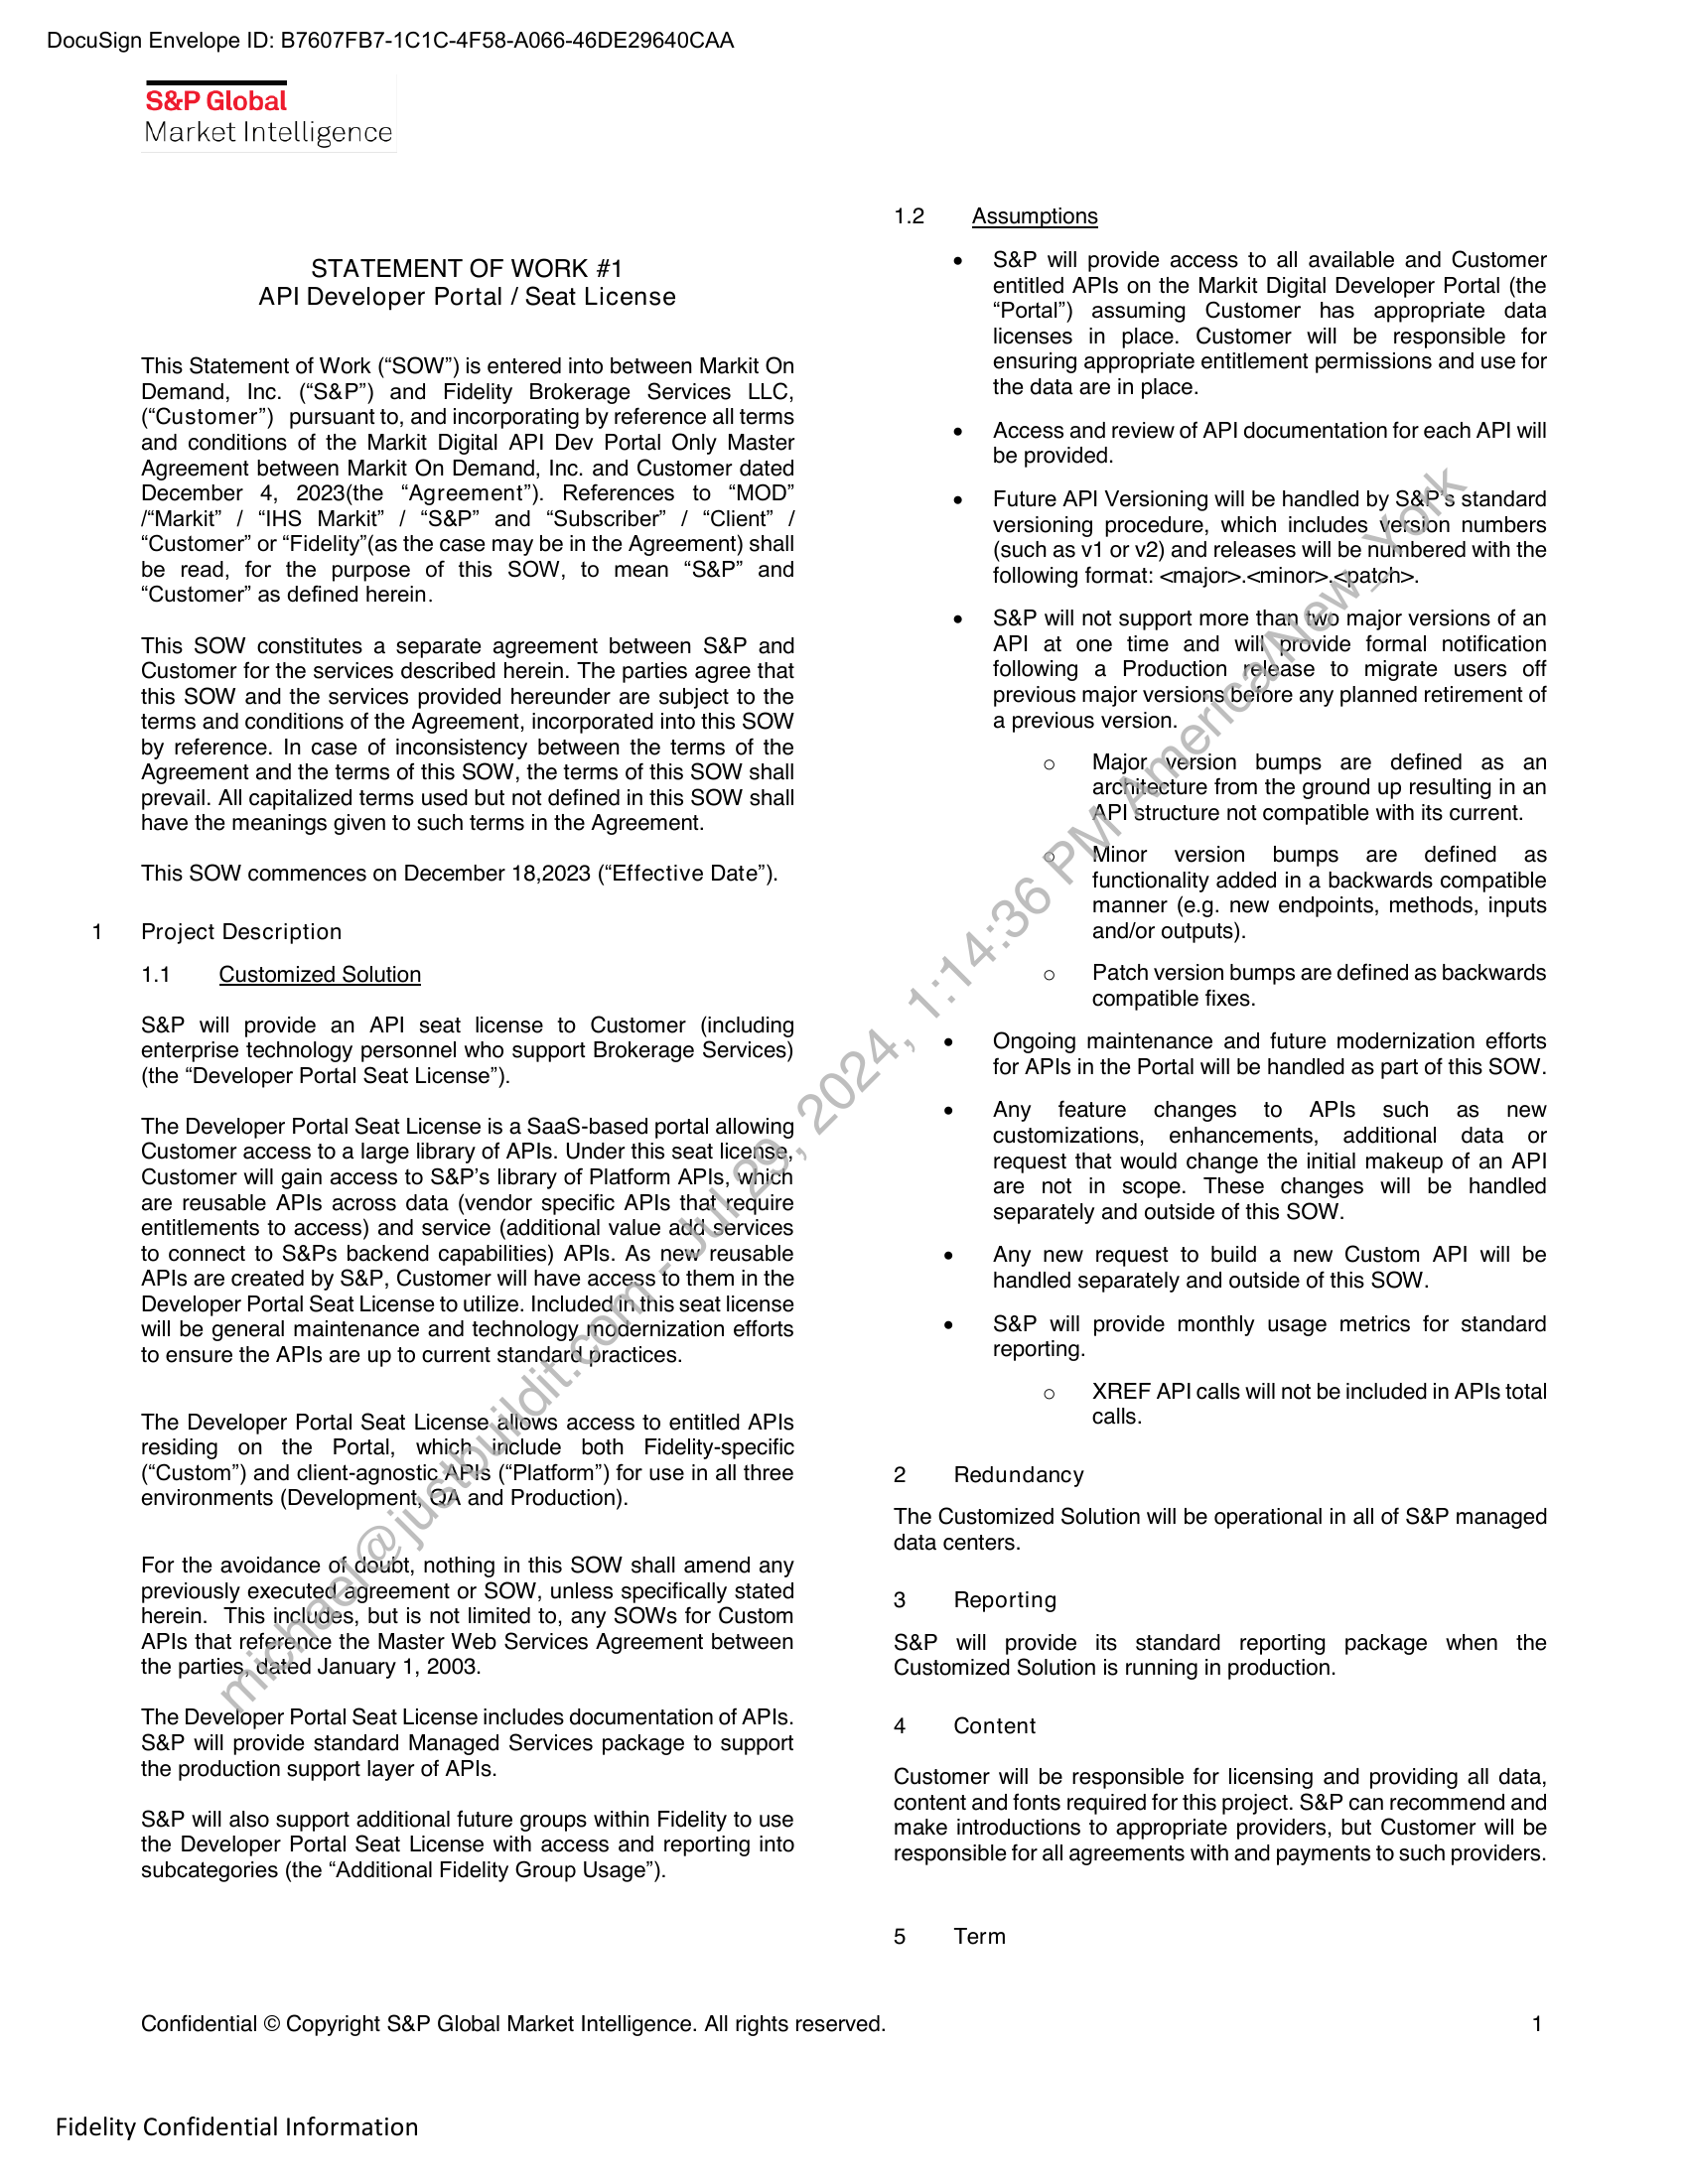 DocuSign Envelope ID: B7607FB7-1C1C-4F58-A066-46DE29640CAA
S&P Global
Market Intelligence
STATEMENT OF WORK #1
API Developer Portal / Seat License
This Statement of Work (“SOW”) is entered into between Markit On
Demand, Inc. (“S&P”) and Fidelity Brokerage Services LLC,
(“Customer”) pursuant to, and incorporating by reference all terms
and conditions of the Markit Digital API Dev Portal Only Master
Agreement between Markit On Demand, Inc. and Customer dated
December 4, 2023(the “Agreement”). References to “MOD”
/“Markit” / “IHS Markit” / “S&P” and “Subscriber” / “Client” /
“Customer” or “Fidelity”(as the case may be in the Agreement) shall
be read, for the purpose of this SOW, to mean “S&P” and
“Customer” as defined herein.
This SOW constitutes a separate agreement between S&P and
Customer for the services described herein. The parties agree that
this SOW and the services provided hereunder are subject to the
terms and conditions of the Agreement, incorporated into this SOW
by reference. In case of inconsistency between the terms of the
Agreement and the terms of this SOW, the terms of this SOW shall
prevail. All capitalized terms used but not defined in this SOW shall
have the meanings given to such terms in the Agreement.
This SOW commences on December 18,2023 (“Effective Date”).
1 Project Description
1.1 Customized Solution
S&P will provide an API seat license to Customer (including
enterprise technology personnel who support Brokerage Services)
(the “Developer Portal Seat License”).
The Developer Portal Seat License is a SaaS-based portal allowing
Customer access to a large library of APIs. Under this seat license,
Customer will gain access to S&P’s library of Platform APIs, which
are reusable APIs across data (vendor specific APIs that require
entitlements to access) and service (additional value add services
to connect to S&Ps backend capabilities) APIs. As new reusable
APIs are created by S&P, Customer will have access to them in the
Developer Portal Seat License to utilize. Included in this seat license
will be general maintenance and technology modernization efforts
to ensure the APIs are up to current standard practices.
The Developer Portal Seat License allows access to entitled APIs
residing on the Portal, which include both Fidelity-specific
(“Custom”) and client-agnostic APIs (“Platform”) for use in all three
environments (Development, QA and Production).
For the avoidance of doubt, nothing in this SOW shall amend any
previously executed agreement or SOW, unless specifically stated
herein. This includes, but is not limited to, any SOWs for Custom
APIs that reference the Master Web Services Agreement between
the parties, dated January 1, 2003.
The Developer Portal Seat License includes documentation of APIs.
S&P will provide standard Managed Services package to support
the production support layer of APIs.
S&P will also support additional future groups within Fidelity to use
the Developer Portal Seat License with access and reporting into
subcategories (the “Additional Fidelity Group Usage”).
1.2 Assumptions
• S&P will provide access to all available and Customer
entitled APIs on the Markit Digital Developer Portal (the
“Portal”) assuming Customer has appropriate data
licenses in place. Customer will be responsible for
ensuring appropriate entitlement permissions and use for
the data are in place.
• Access and review of API documentation for each API will
be provided.
• Future API Versioning will be handled by S&P’s standard
versioning procedure, which includes version numbers
(such as v1 or v2) and releases will be numbered with the
following format: <major>.<minor>.<patch>.
• S&P will not support more than two major versions of an
API at one time and will provide formal notification
following a Production release to migrate users off
previous major versions before any planned retirement of
a previous version.
o Major version bumps are defined as an
architecture from the ground up resulting in an
API structure not compatible with its current.
o Minor version bumps are defined as
functionality added in a backwards compatible
manner (e.g. new endpoints, methods, inputs
and/or outputs).
o Patch version bumps are defined as backwards
compatible fixes.
• Ongoing maintenance and future modernization efforts
for APIs in the Portal will be handled as part of this SOW.
• Any feature changes to APIs such as new
customizations, enhancements, additional data or
request that would change the initial makeup of an API
are not in scope. These changes will be handled
separately and outside of this SOW.
• Any new request to build a new Custom API will be
handled separately and outside of this SOW.
• S&P will provide monthly usage metrics for standard
reporting.
o XREF API calls will not be included in APIs total
calls.
2 Redundancy
The Customized Solution will be operational in all of S&P managed
data centers.
3 Reporting
S&P will provide its standard reporting package when the
Customized Solution is running in production.
4 Content
Customer will be responsible for licensing and providing all data,
content and fonts required for this project. S&P can recommend and
make introductions to appropriate providers, but Customer will be
responsible for all agreements with and payments to such providers.
5 Term
michael@justbuildit.com - Jul 29, 2024, 1:14:36 PM America/New_York
Confidential © Copyright S&P Global Market Intelligence. All rights reserved. 1
Fidelity Confidential Information